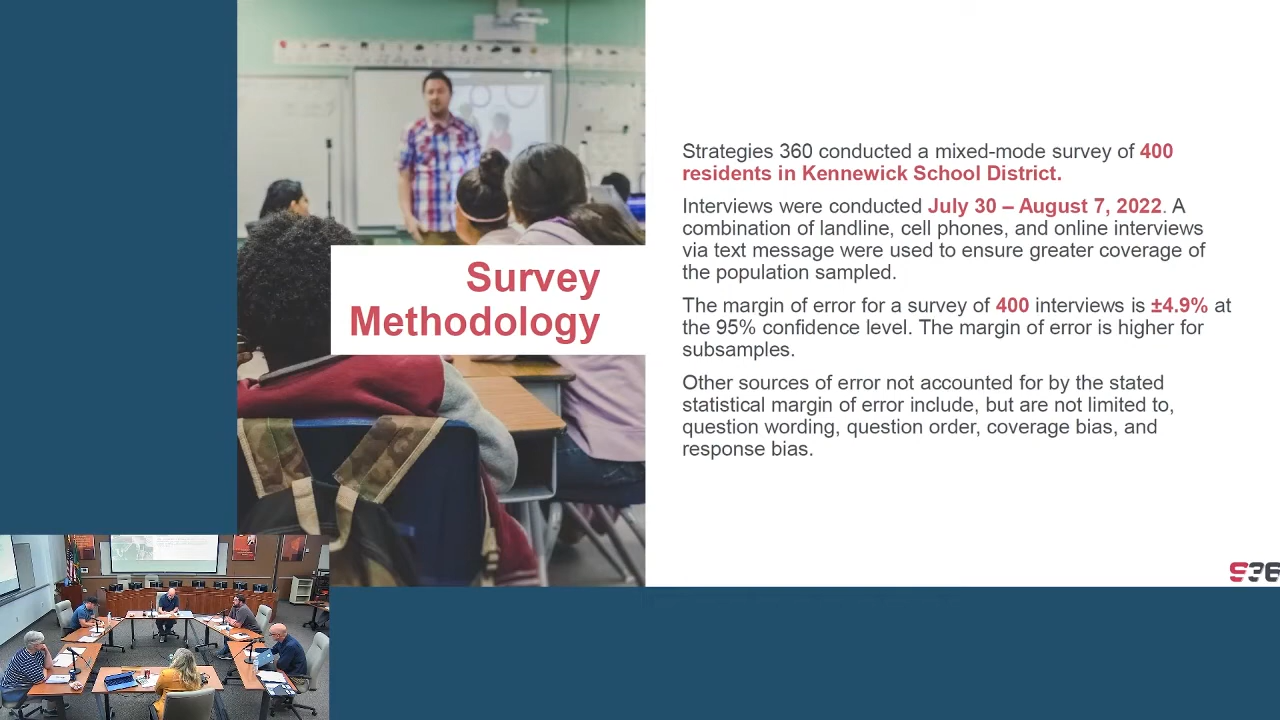 Survey
Methodology
Strategies 360 conducted a mixed-mode survey of 400
residents in Kennewick School District.
Interviews were conducted July 30 – August 7, 2022. A
combination of landline, cell phones, and online interviews
via text message were used to ensure greater coverage of
the population sampled.
The margin of error for a survey of 400 interviews is ±4.9% at
the 95% confidence level. The margin of error is higher for
subsamples.
Other sources of error not accounted for by the stated
statistical margin of error include, but are not limited to,
question wording, question order, coverage bias, and
response bias.
S36